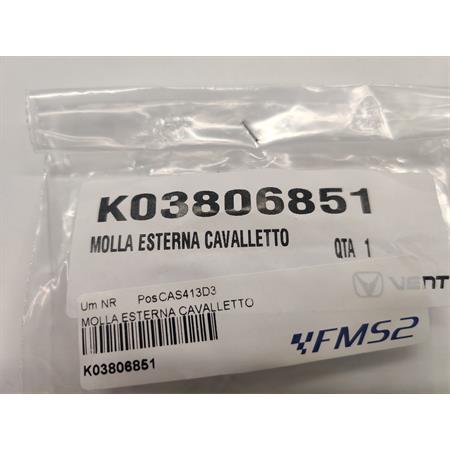 K03806851
MOLLA ESTERNA CAVALLETTO QTA 1
VENT
Um NR PosCAS413D3
MOLLA ESTERNA CAVALLETTO
FMS2
K03806851